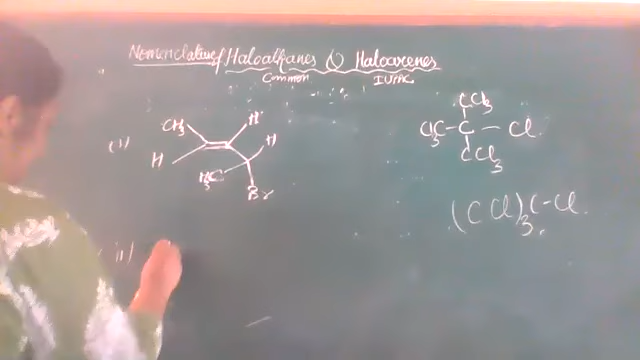 Nomenclature of Haloalkanes & Haloarenes
Common IUPAC
(i)
CH3 H
H H
H3C
Br
CCl3
Cl3C-C-Cl
CCl3
(CCl3)3C-Cl
ii)